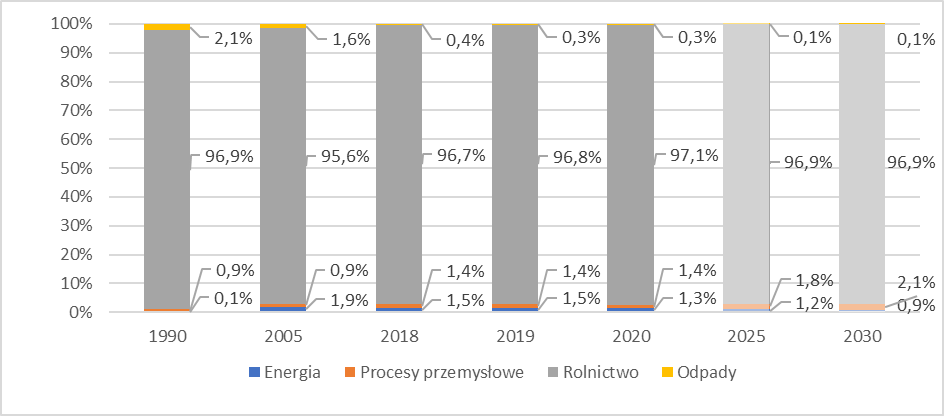 100%
90%
80%
70%
60%
50%
40%
30%
20%
10%
0%
2,1% 1,6% 0,4% 0,3% 0,3% 0,1% 0,1%
96,9% 95,6% 96,7% 96,8% 97,1% 96,9% 96,9%
0,9% 0,9% 1,4% 1,4% 1,4% 1,8% 2,1%
0,1% 1,9% 1,5% 1,5% 1,3% 1,2% 0,9%
1990 2005 2018 2019 2020 2025 2030
Energia Procesy przemysłowe Rolnictwo Odpady